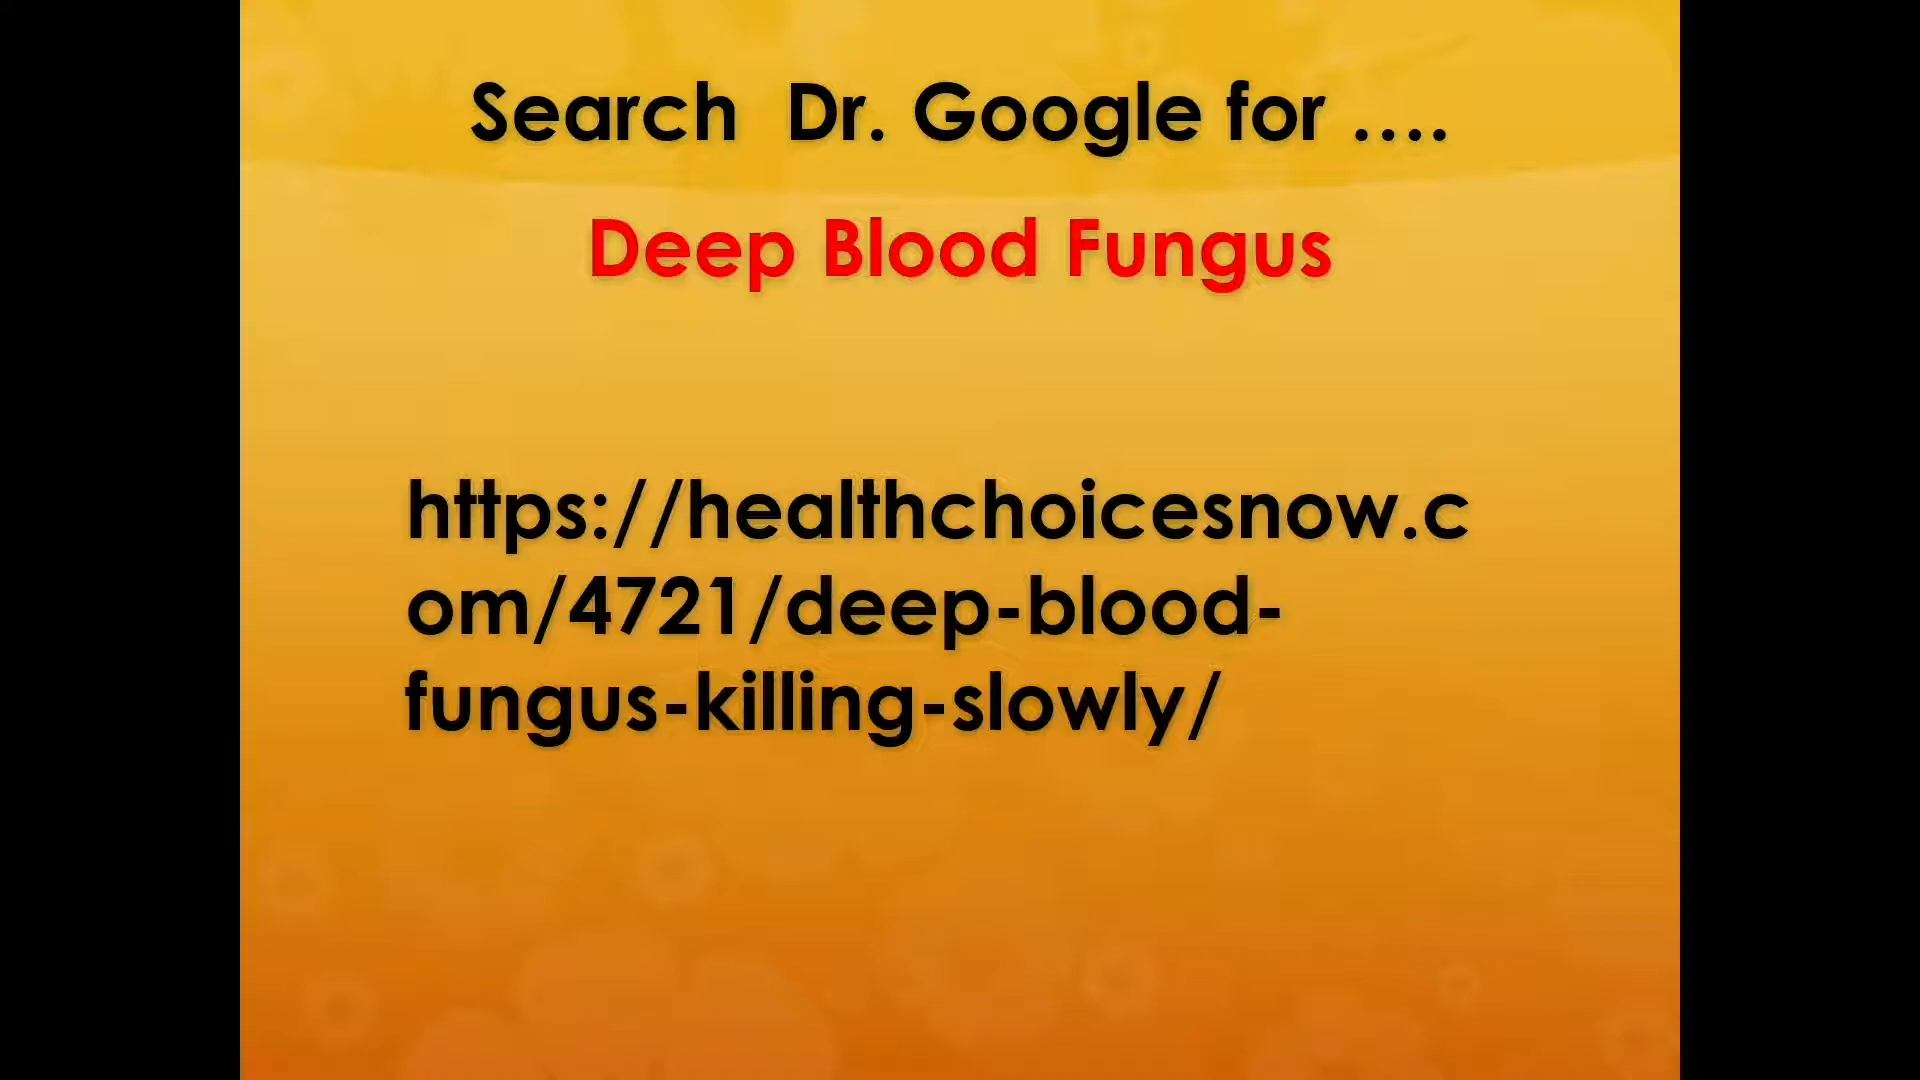 Search  Dr. Google for ....
Deep Blood Fungus
https://healthchoicesnow.c
om/4721/deep-blood-
fungus-killing-slowly/